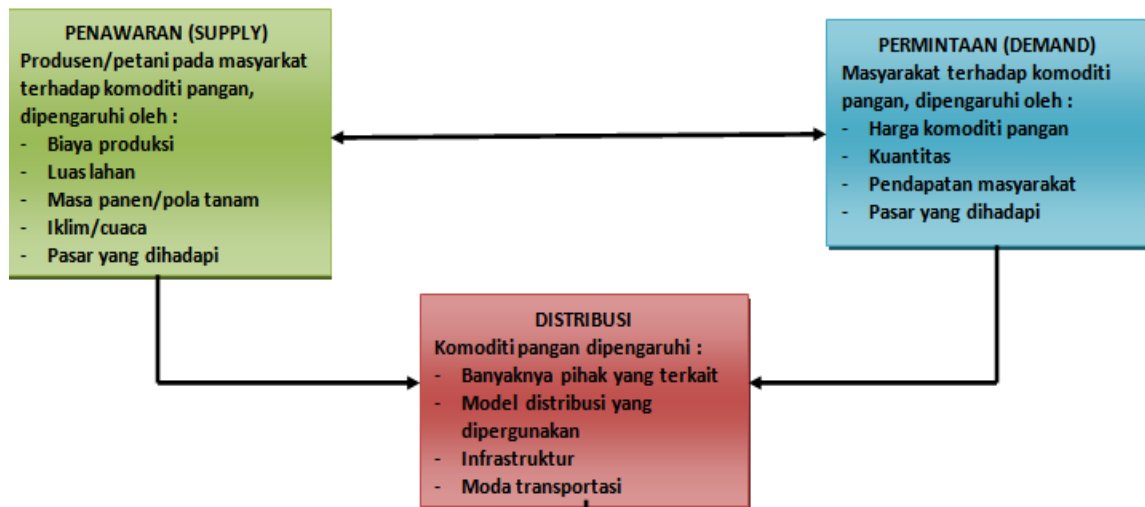 PENAWARAN (SUPPLY)
Produsen/petani pada masyarkat
terhadap komoditi pangan,
dipengaruhi oleh :
- Biaya produksi
- Luas lahan
- Masa panen/pola tanam
- Iklim/cuaca
- Pasar yang dihadapi
PERMINTAAN (DEMAND)
Masyarakat terhadap komoditi
pangan, dipengaruhi oleh :
- Harga komoditi pangan
- Kuantitas
- Pendapatan masyarakat
- Pasar yang dihadapi
DISTRIBUSI
Komoditi pangan dipengaruhi :
- Banyaknya pihak yang terkait
- Model distribusi yang
dipergunakan
- Infrastruktur
- Moda transportasi